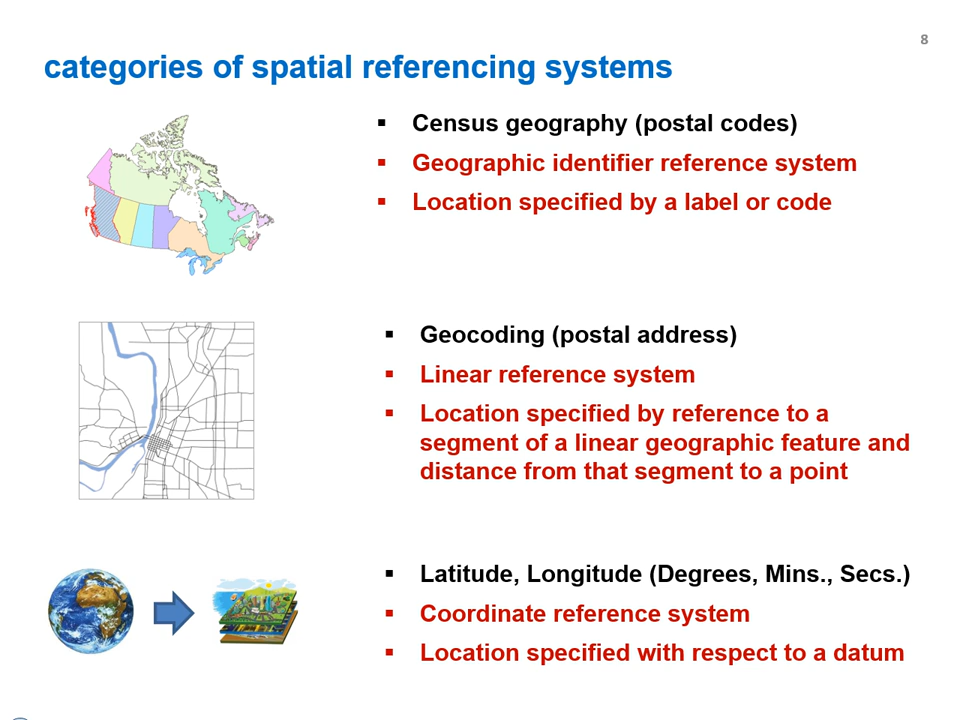 8
categories of spatial referencing systems
▪ Census geography (postal codes)
▪ Geographic identifier reference system
▪ Location specified by a label or code
▪ Geocoding (postal address)
▪ Linear reference system
▪ Location specified by reference to a
segment of a linear geographic feature and
distance from that segment to a point
▪ Latitude, Longitude (Degrees, Mins., Secs.)
▪ Coordinate reference system
▪ Location specified with respect to a datum